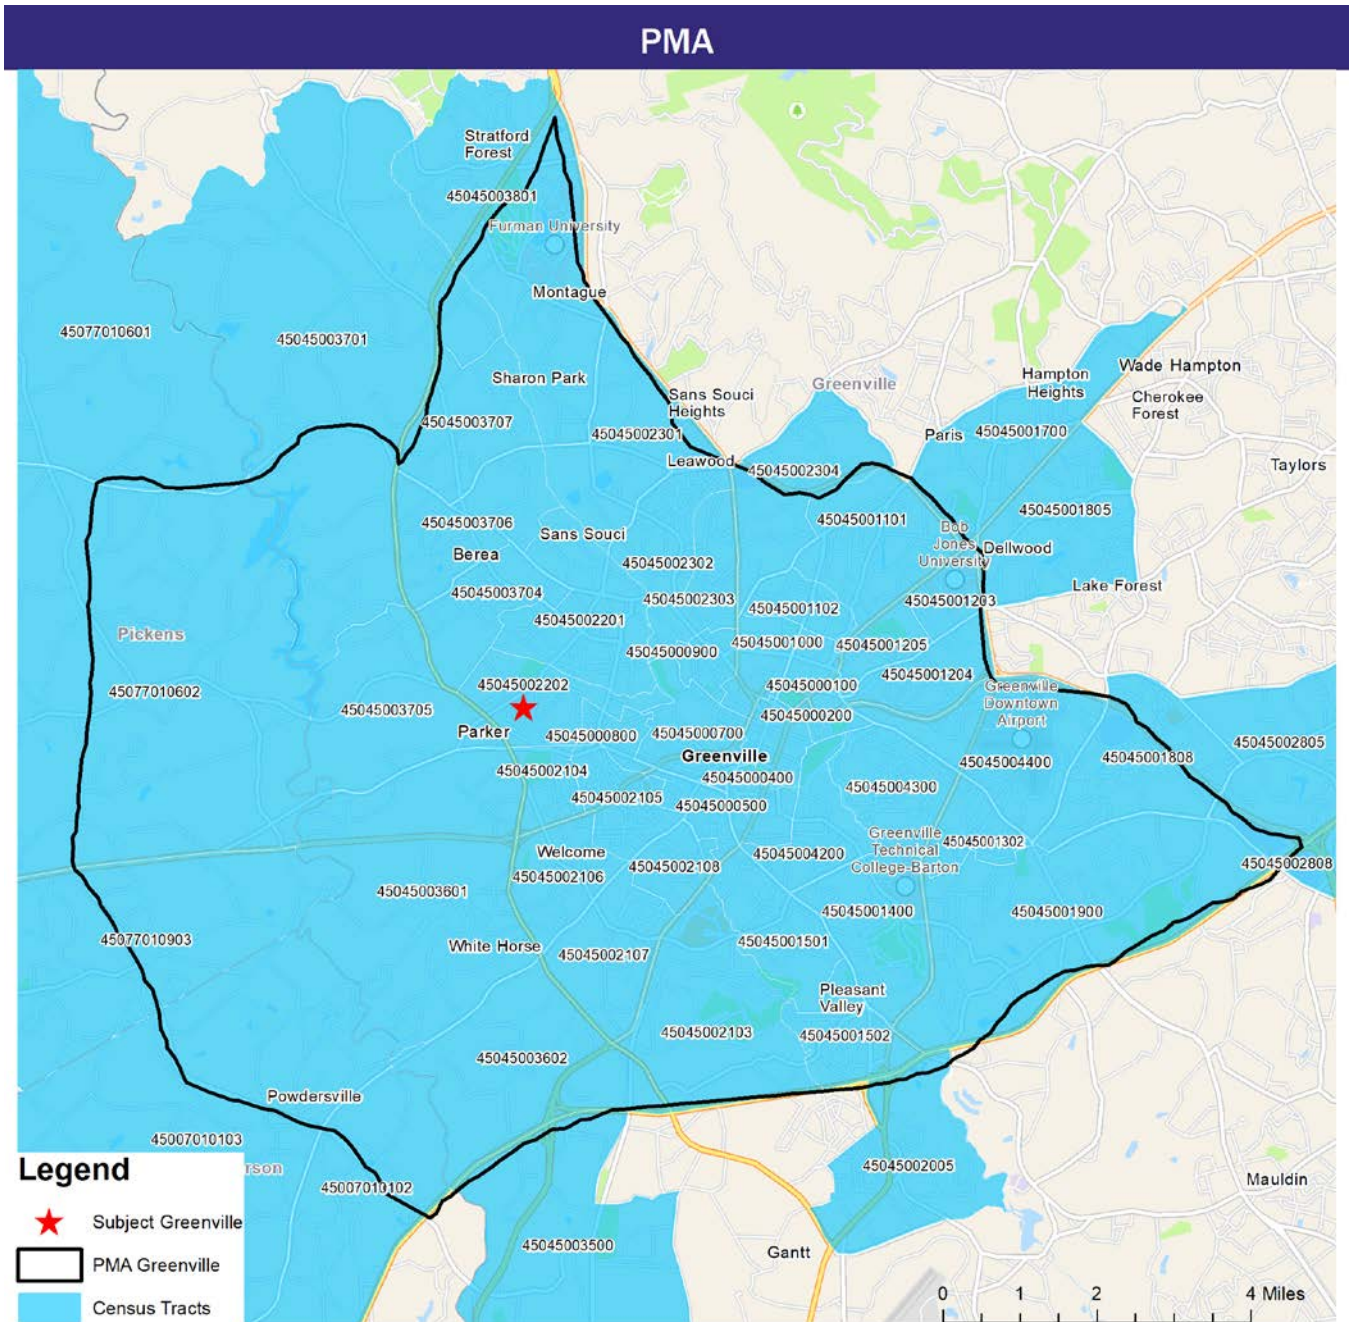 PMA
Stratford
Forest
45045003801
Furman University
Montague
45077010601
45045003701
Sharon Park
Sans Souci
Heights
Greenville
Hampton
Heights
Wade Hampton
Cherokee
Forest
45045003707
45045002301
Paris
45045001700
Leawood
45045002304
Taylors
45045003706
45045001101
45045001805
Berea
Sans Souci
Bob
Jones
University
Dellwood
45045002302
Lake Forest
45045003704
45045002303
45045001102
45045001203
45045002201
Pickens
45045000900
45045001000
45045001205
45045001204
45077010602
45045002202
45045000100
Greenville
Downtown
Airport
45045003705
45045000200
Parker
45045000800
45045000700
Greenville
45045002805
45045002104
45045000400
45045004400
45045001808
45045002105
45045000500
45045004300
Welcome
45045002108
45045004200
Greenville
Technical
College-Barton
45045001302
45045002808
45045003601
45045002106
45045001400
45045001900
45077010903
White Horse
45045002107
45045001501
Pleasant
Valley
45045002103
45045001502
45045003602
Powdersville
45007010103
rson
45007010102
45045002005
Mauldin
45045003500
Gantt
Legend
Subject Greenville
PMA Greenville
Census Tracts
0 1 2 4 Miles